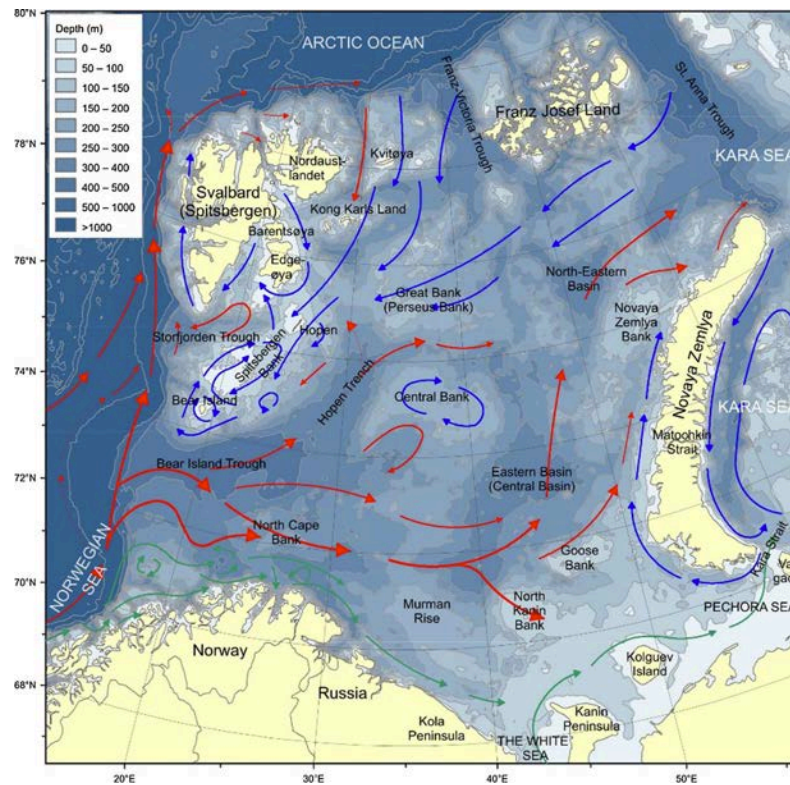 Depth (m)
0 – 50
50 – 100
100 – 150
150 – 200
200 – 250
250 – 300
300 – 400
400 – 500
500 – 1000
>1000
ARCTIC OCEAN
Franz-Victoria Trough
Franz Josef Land
St. Anna Trough
KARA SEA
78°N
Nordaust-
landet
Kvitøya
Svalbard
(Spitsbergen)
Kong Karls Land
Barentsøya
Edge-
øya
76°N
North-Eastern
Basin
Great Bank
(Perseus Bank)
Novaya
Zemlya
Bank
Storfjorden Trough
Hopen
Spitsbergen
Bank
Novaya Zemlya
74°N
Hopen Trench
Bear Island
Central Bank
KARA SEA
Matochkin
Strait
72°N
Bear Island Trough
Eastern Basin
(Central Basin)
North Cape
Bank
Goose
Bank
Kara Strait
NORWEGIAN
SEA
70°N
Murman
Rise
North
Kanin
Bank
PECHORA SEA
Norway
Kolguev
Island
68°N
Russia
Kola
Peninsula
Kanin
Peninsula
THE WHITE
SEA
20°E
30°E
40°E
50°E